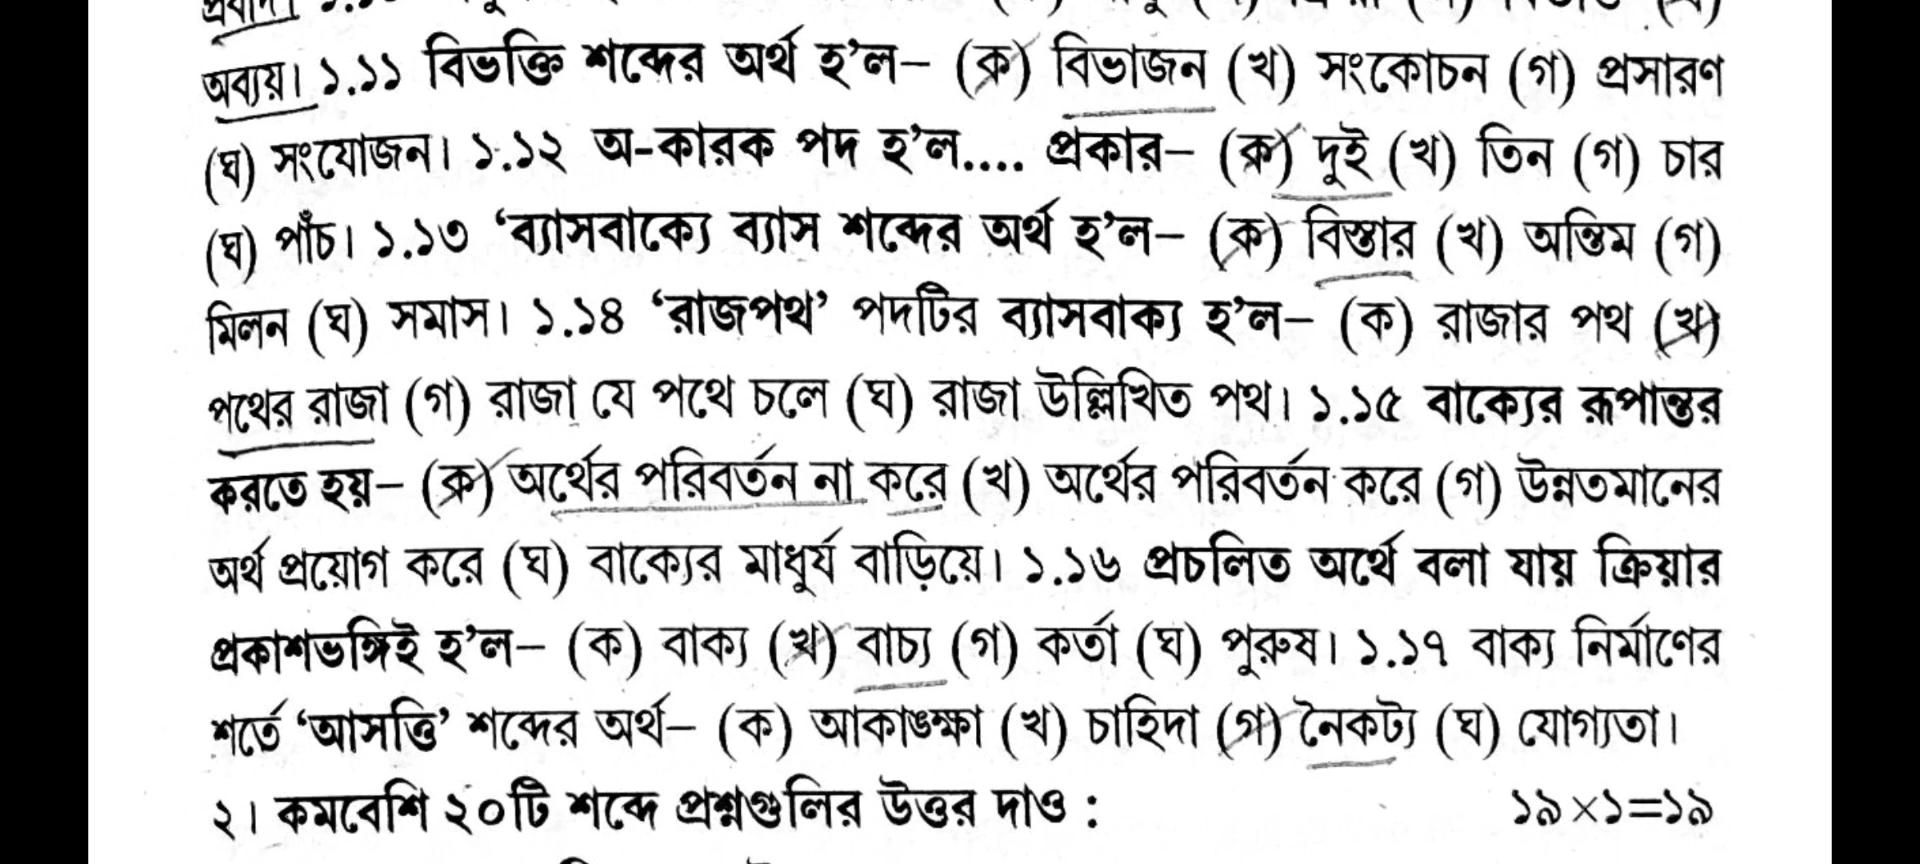 অব্যয়। ১.১১ বিভক্তি শব্দের অর্থ হ’ল– (ক) বিভাজন (খ) সংকোচন (গ) প্রসারণ
(ঘ) সংযোজন। ১.১২ অ-কারক পদ হ’ল.... প্রকার– (ক) দুই (খ) তিন (গ) চার
(ঘ) পাঁচ। ১.১৩ ‘ব্যাসবাক্যে ব্যাস শব্দের অর্থ হ’ল– (ক) বিস্তার (খ) অন্তিম (গ)
মিলন (ঘ) সমাস। ১.১৪ ‘রাজপথ’ পদটির ব্যাসবাক্য হ’ল– (ক) রাজার পথ (খ)
পথের রাজা (গ) রাজা যে পথে চলে (ঘ) রাজা উল্লিখিত পথ। ১.১৫ বাক্যের রূপান্তর
করতে হয়– (ক) অর্থের পরিবর্তন না করে (খ) অর্থের পরিবর্তন করে (গ) উন্নতমানের
অর্থ প্রয়োগ করে (ঘ) বাক্যের মাধুর্য বাড়িয়ে। ১.১৬ প্রচলিত অর্থে বলা যায় ক্রিয়ার
প্রকাশভঙ্গিই হ’ল– (ক) বাক্য (খ) বাচ্য (গ) কর্তা (ঘ) পুরুষ। ১.১৭ বাক্য নির্মাণের
শর্তে ‘আসত্তি’ শব্দের অর্থ– (ক) আকাঙ্ক্ষা (খ) চাহিদা (গ) নৈকট্য (ঘ) যোগ্যতা।
২। কমবেশি ২০টি শব্দে প্রশ্নগুলির উত্তর দাও : ১৯×১=১৯